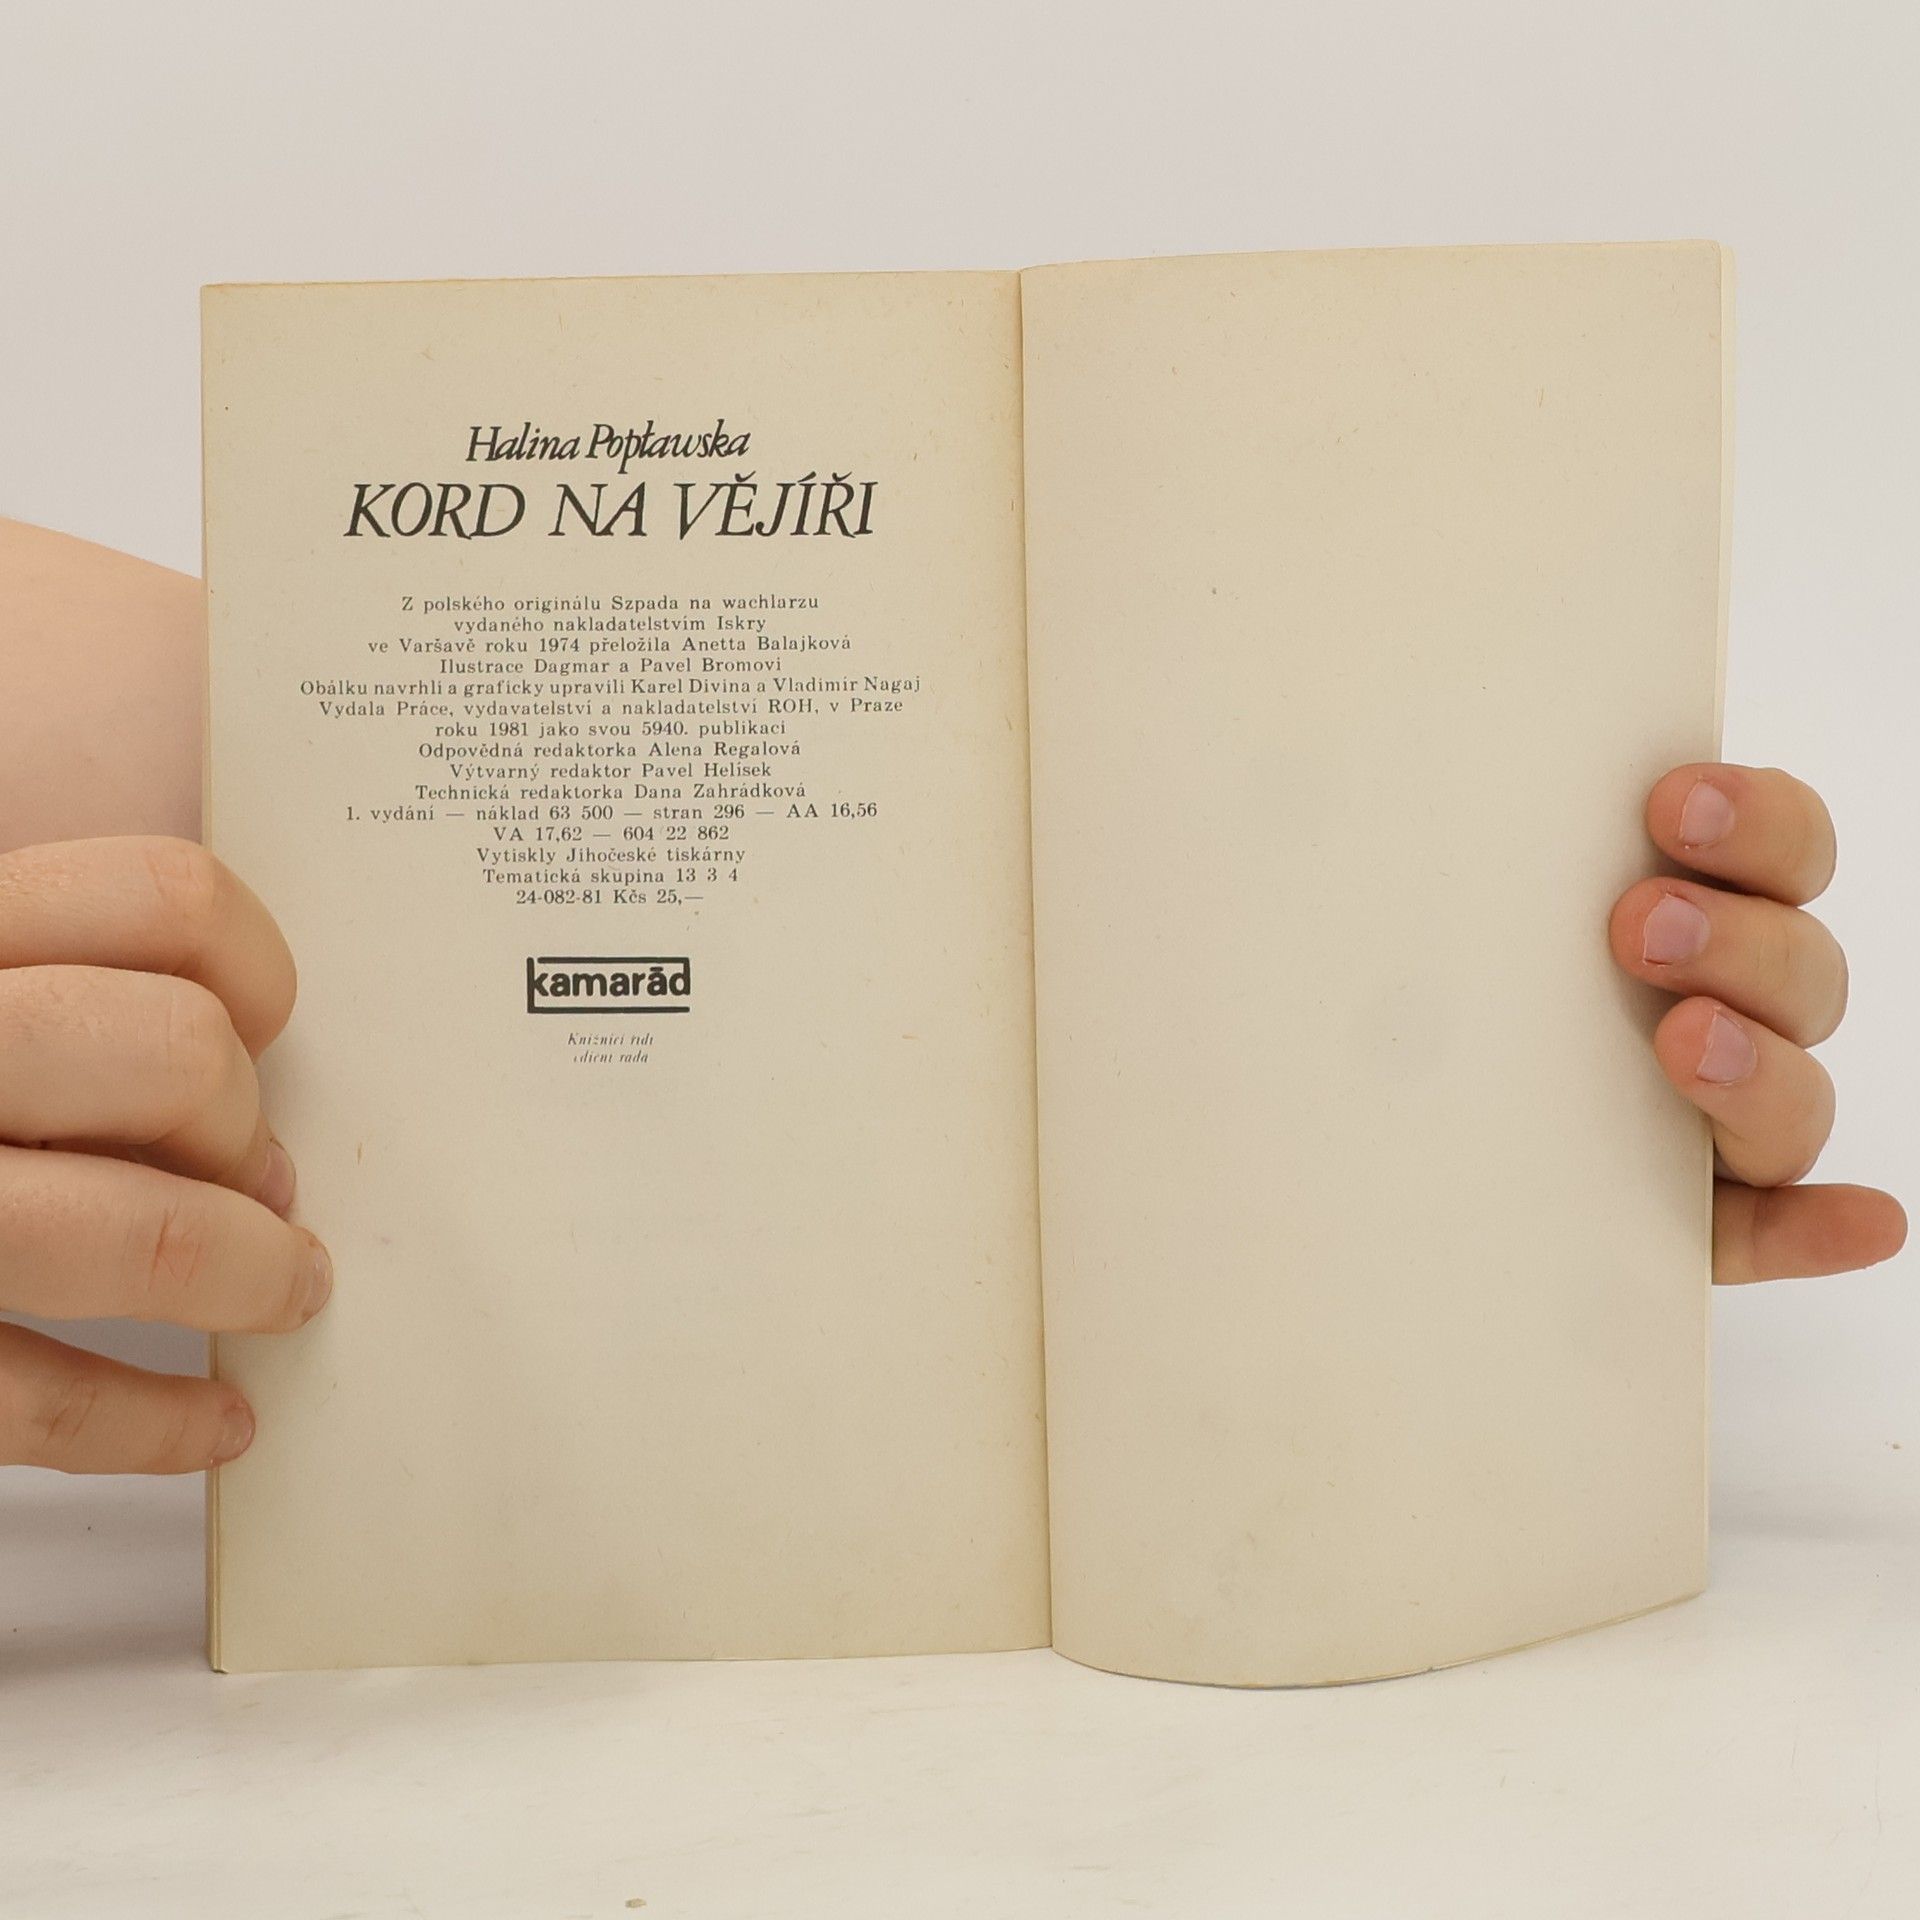 Halina Popławska
KORD NA VĚJÍŘI
Z polského originálu Szpada na wachlarzu
vydaného nakladatelstvím Iskry
ve Varšavě roku 1974 přeložila Anetta Balajková
Ilustrace Dagmar a Pavel Bromovi
Obálku navrhli a graficky upravili Karel Divina a Vladimír Nagaj
Vydala Práce, vydavatelství a nakladatelství ROH, v Praze
roku 1981 jako svou 5940. publikaci
Odpovědná redaktorka Alena Regalová
Výtvarný redaktor Pavel Helísek
Technická redaktorka Dana Zahrádková
1. vydání — náklad 63 500 — stran 296 — AA 16,56
VA 17,62 — 604 22 862
Vytiskly Jihočeské tiskárny
Tematická skupina 13 3 4
24-082-81 Kčs 25,—
kamarád
Knižnici řídí
ediční rada